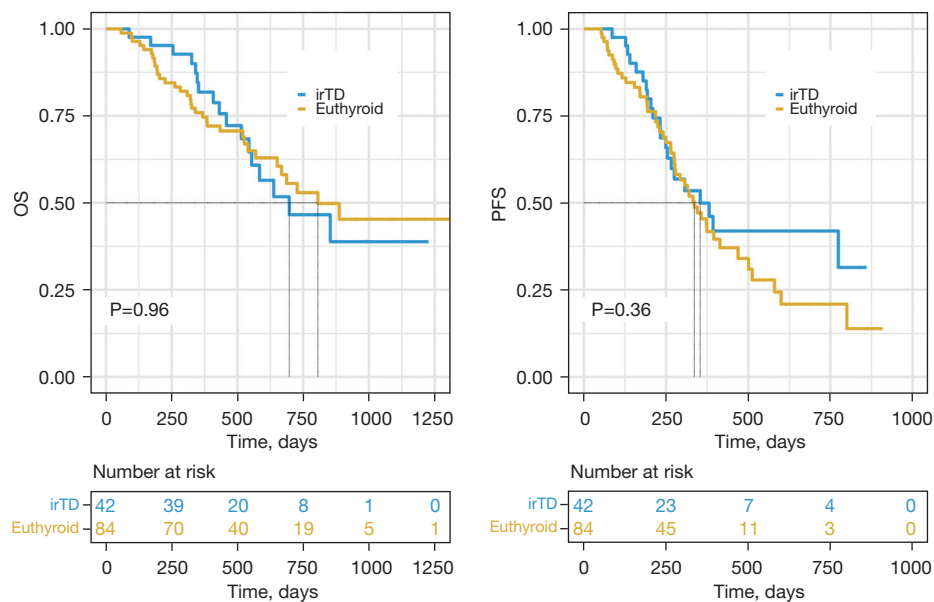 1.00
0.75
0.50
0.25
0.00
OS
irTD
Euthyroid
P=0.96
0 250 500 750 1000 1250
Time, days
Number at risk
irTD 42 39 20 8 1 0
Euthyroid 84 70 40 19 5 1
0 250 500 750 1000 1250
Time, days
1.00
0.75
0.50
0.25
0.00
PFS
irTD
Euthyroid
P=0.36
0 250 500 750 1000
Time, days
Number at risk
irTD 42 23 7 4 0
Euthyroid 84 45 11 3 0
0 250 500 750 1000
Time, days